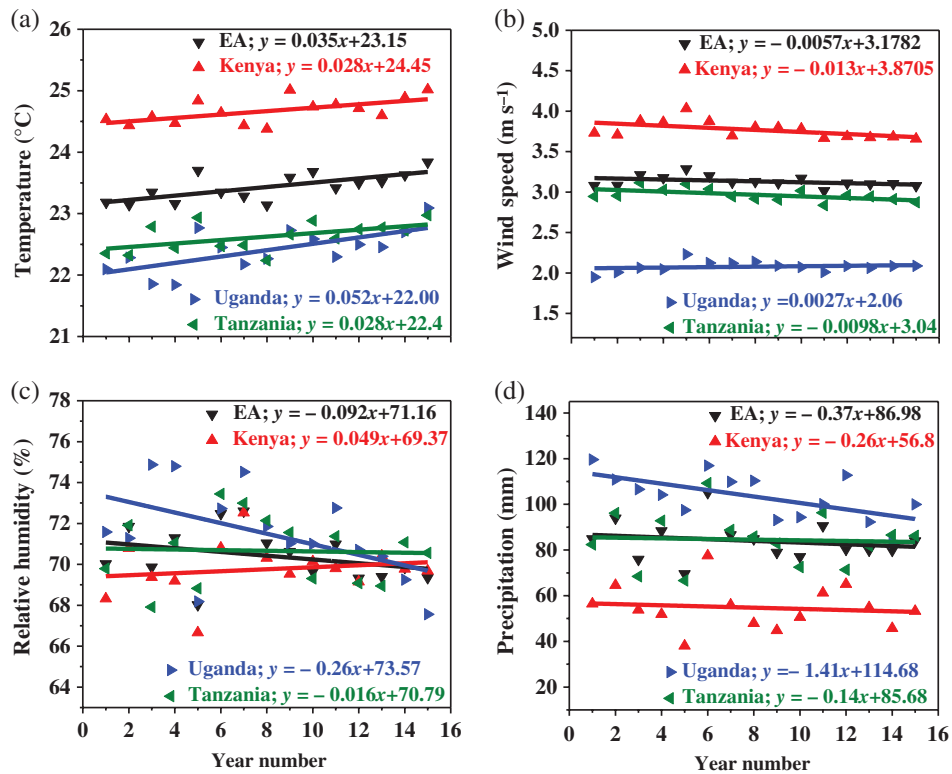 (a)
26
25
24
23
22
21
Temperature (°C)
EA; y = 0.035x+23.15
Kenya; y = 0.028x+24.45
Uganda; y = 0.052x+22.00
Tanzania; y = 0.028x+22.4
(b)
5.0
4.5
4.0
3.5
3.0
2.5
2.0
1.5
Wind speed (m s−1)
EA; y = − 0.0057x+3.1782
Kenya; y = − 0.013x+3.8705
Uganda; y =0.0027x+2.06
Tanzania; y = − 0.0098x+3.04
(c)
78
76
74
72
70
68
66
64
Relative humidity (%)
EA; y = − 0.092x+71.16
Kenya; y = 0.049x+69.37
Uganda; y = − 0.26x+73.57
Tanzania; y = − 0.016x+70.79
0 2 4 6 8 10 12 14 16
Year number
(d)
140
120
100
80
60
40
20
Precipitation (mm)
EA; y = − 0.37x+86.98
Kenya; y = − 0.26x+56.8
Uganda; y = − 1.41x+114.68
Tanzania; y = − 0.14x+85.68
0 2 4 6 8 10 12 14 16
Year number